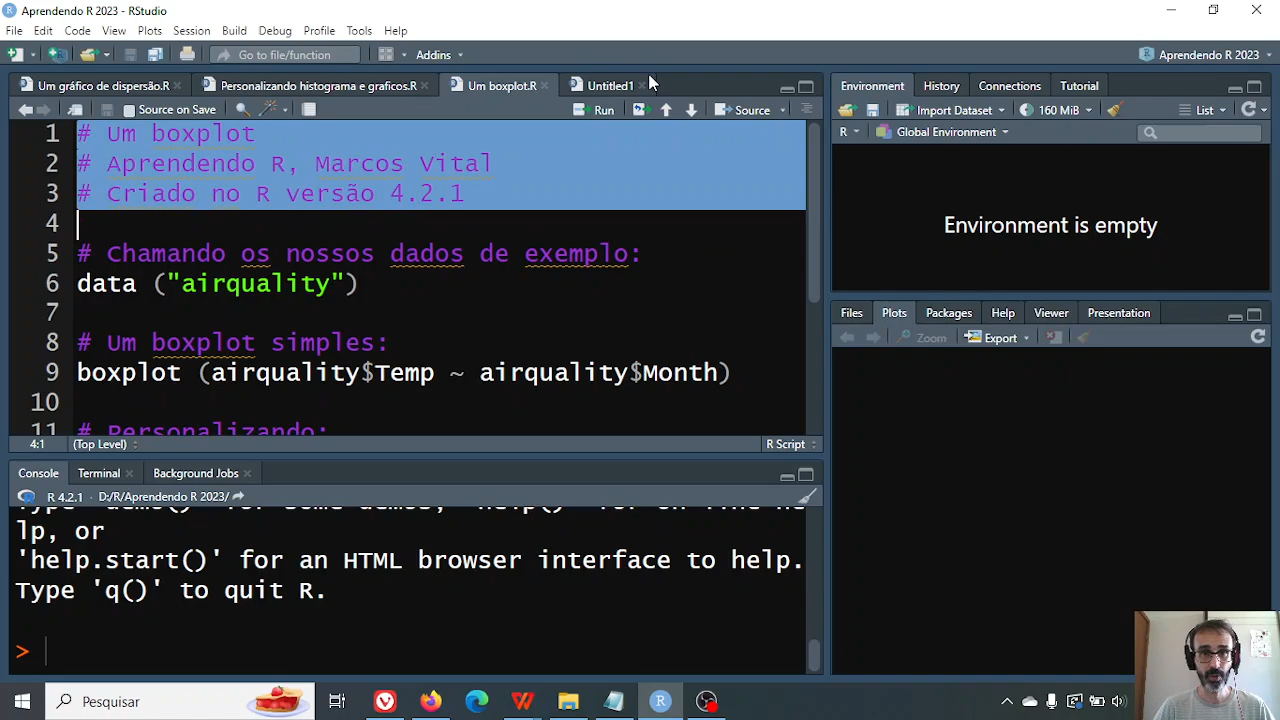 Aprendendo R 2023 - RStudio
File Edit Code View Plots Session Build Debug Profile Tools Help
Go to file/function Addins Aprendendo R 2023
Um gráfico de dispersão.R Personalizando histograma e graficos.R Um boxplot.R Untitled1
Source on Save Run Source
1 # Um boxplot
2 # Aprendendo R, Marcos Vital
3 # Criado no R versão 4.2.1
4
5 # Chamando os nossos dados de exemplo:
6 data ("airquality")
7
8 # Um boxplot simples:
9 boxplot (airquality$Temp ~ airquality$Month)
10
11 # Personalizando:
4:1 (Top Level) R Script
Console Terminal Background Jobs
R 4.2.1 · D:/R/Aprendendo R 2023/
lp, or
'help.start()' for an HTML browser interface to help.
Type 'q()' to quit R.
>
Environment History Connections Tutorial
Import Dataset 160 MiB List
R Global Environment
Environment is empty
Files Plots Packages Help Viewer Presentation
Zoom Export
Pesquisar